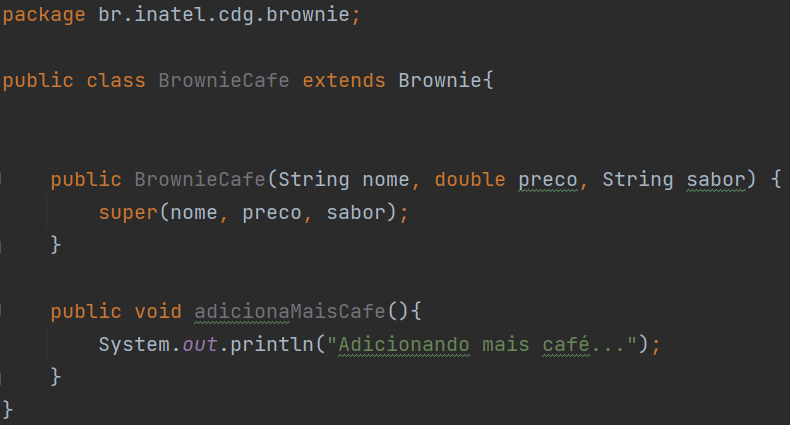 package br.inatel.cdg.brownie;
public class BrownieCafe extends Brownie{
public BrownieCafe(String nome, double preco, String sabor) {
super(nome, preco, sabor);
}
public void adicionaMaisCafe(){
System.out.println("Adicionando mais café...");
}
}